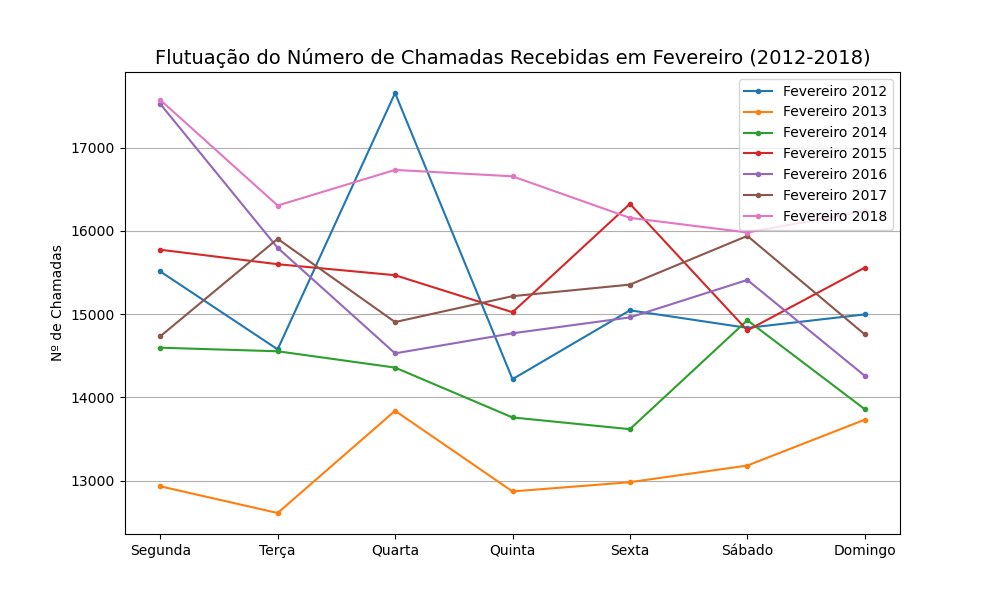 Flutuação do Número de Chamadas Recebidas em Fevereiro (2012-2018)
Fevereiro 2012
Fevereiro 2013
Fevereiro 2014
Fevereiro 2015
Fevereiro 2016
Fevereiro 2017
Fevereiro 2018
Nº de Chamadas
17000
16000
15000
14000
13000
Segunda Terça Quarta Quinta Sexta Sábado Domingo